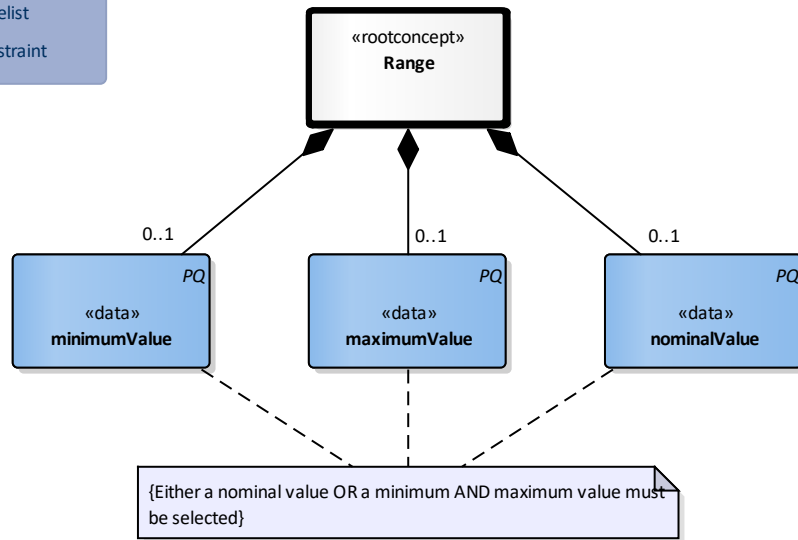 elist
straint
«rootconcept»
Range
0..1
0..1
0..1
PQ
«data»
minimumValue
PQ
«data»
maximumValue
PQ
«data»
nominalValue
{Either a nominal value OR a minimum AND maximum value must
be selected}